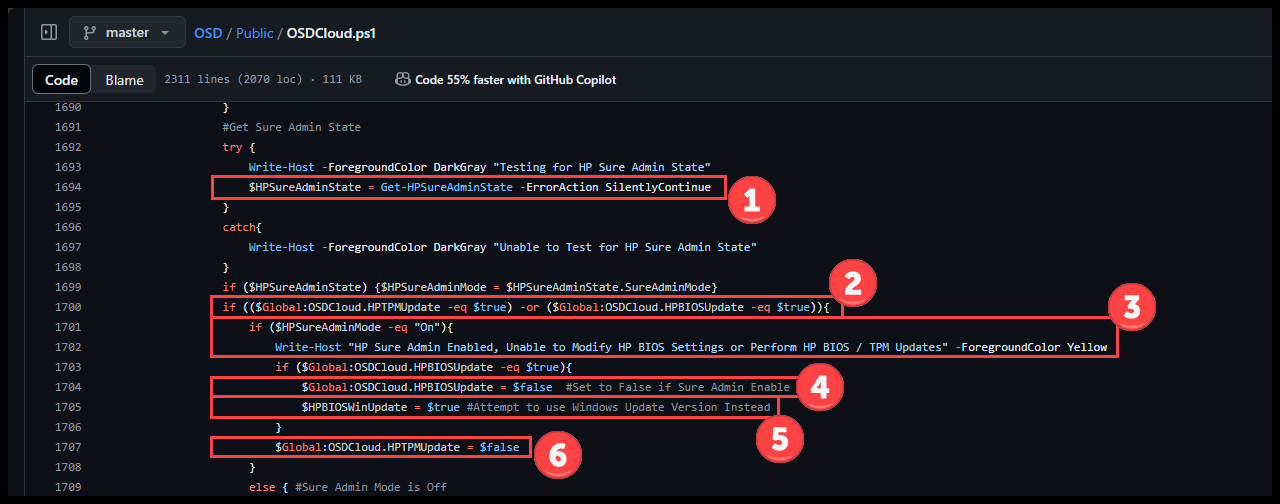 master OSD / Public / OSDCloud.ps1
Code Blame 2311 lines (2070 loc) · 111 KB Code 55% faster with GitHub Copilot
1690 }
1691 #Get Sure Admin State
1692 try {
1693 Write-Host -ForegroundColor DarkGray "Testing for HP Sure Admin State"
1694 $HPSureAdminState = Get-HPSureAdminState -ErrorAction SilentlyContinue
1
1695 }
1696 catch{
1697 Write-Host -ForegroundColor DarkGray "Unable to Test for HP Sure Admin State"
1698 }
1699 if ($HPSureAdminState) {$HPSureAdminMode = $HPSureAdminState.SureAdminMode}
2
1700 if (($Global:OSDCloud.HPTPMUpdate -eq $true) -or ($Global:OSDCloud.HPBIOSUpdate -eq $true)){
3
1701 if ($HPSureAdminMode -eq "On"){
1702 Write-Host "HP Sure Admin Enabled, Unable to Modify HP BIOS Settings or Perform HP BIOS / TPM Updates" -ForegroundColor Yellow
1703 if ($Global:OSDCloud.HPBIOSUpdate -eq $true){
1704 $Global:OSDCloud.HPBIOSUpdate = $false #Set to False if Sure Admin Enable
4
1705 $HPBIOSWinUpdate = $true #Attempt to use Windows Update Version Instead
5
1706 }
1707 $Global:OSDCloud.HPTPMUpdate = $false
6
1708 }
1709 else { #Sure Admin Mode is Off